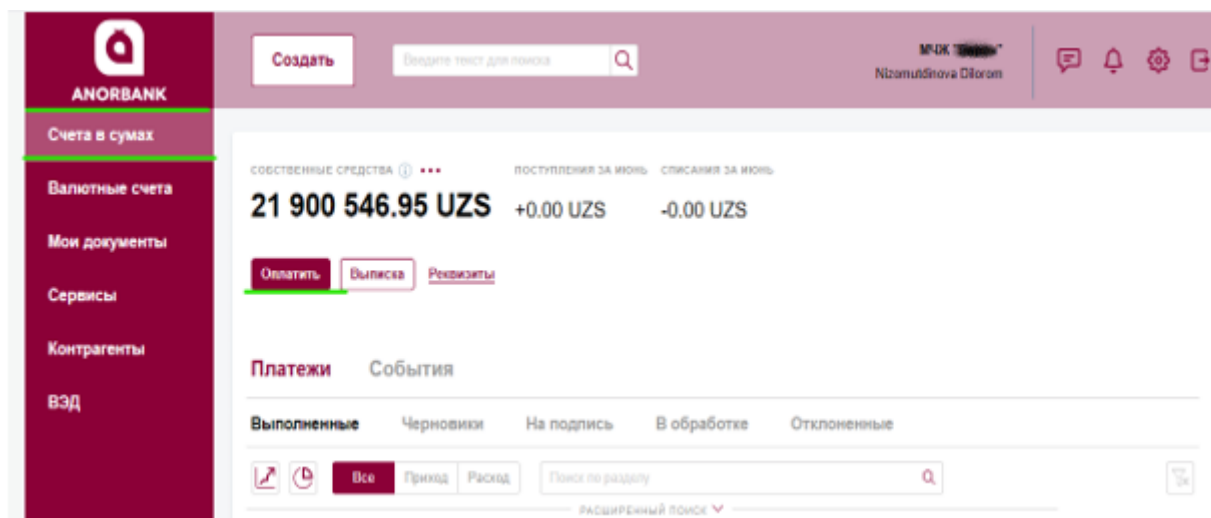 ANORBANK
Создать
Введите текст для поиска
МЧЖ
Nizomutdinova Dilorom
Счета в сумах
Валютные счета
Мои документы
Сервисы
Контрагенты
ВЭД
СОБСТВЕННЫЕ СРЕДСТВА
21 900 546.95 UZS
ПОСТУПЛЕНИЯ ЗА ИЮНЬ
+0.00 UZS
СПИСАНИЯ ЗА ИЮНЬ
-0.00 UZS
Оплатить Выписка Реквизиты
Платежи События
Выполненные Черновики На подпись В обработке Отклоненные
Все Приход Расход Поиск по разделу
РАСШИРЕННЫЙ ПОИСК